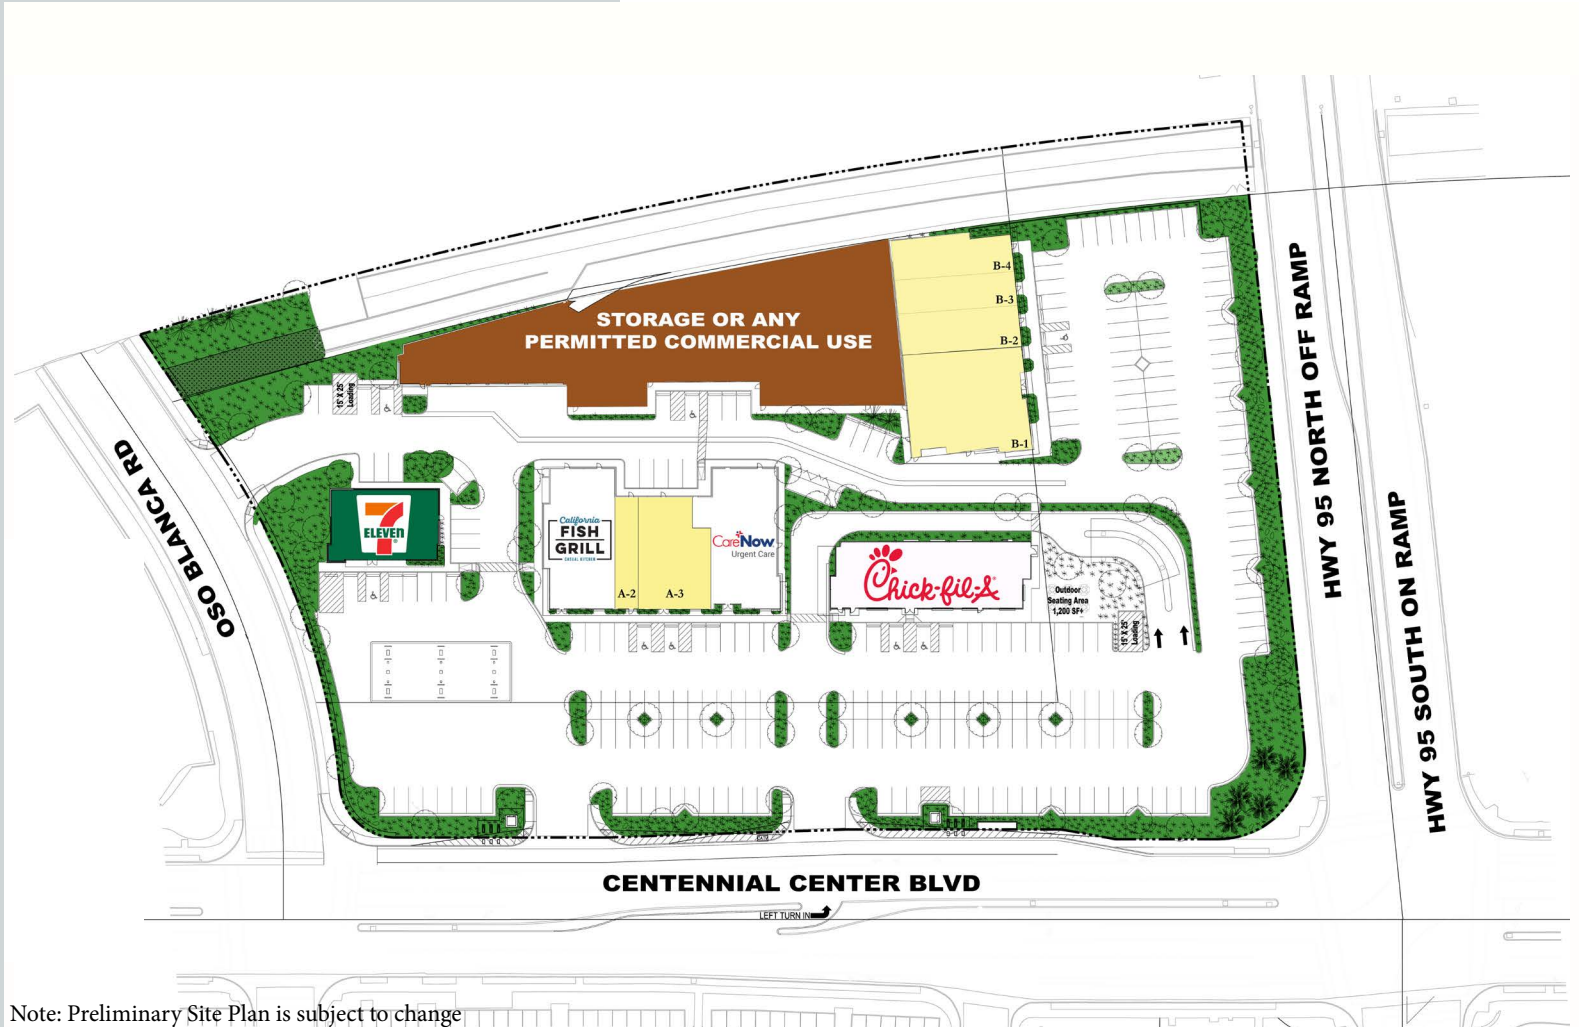 B-4
B-3
B-2
B-1
STORAGE OR ANY
PERMITTED COMMERCIAL USE
15' X 25'
Loading
7
ELEVEN
California
FISH
GRILL
A-2
A-3
CareNow
Urgent Care
Chick-fil-A
Outdoor
Seating Area
1,200 SF+
15' X 25'
Loading
OSO BLANCA RD
HWY 95 NORTH OFF RAMP
HWY 95 SOUTH ON RAMP
CENTENNIAL CENTER BLVD
LEFT TURN IN
Note: Preliminary Site Plan is subject to change